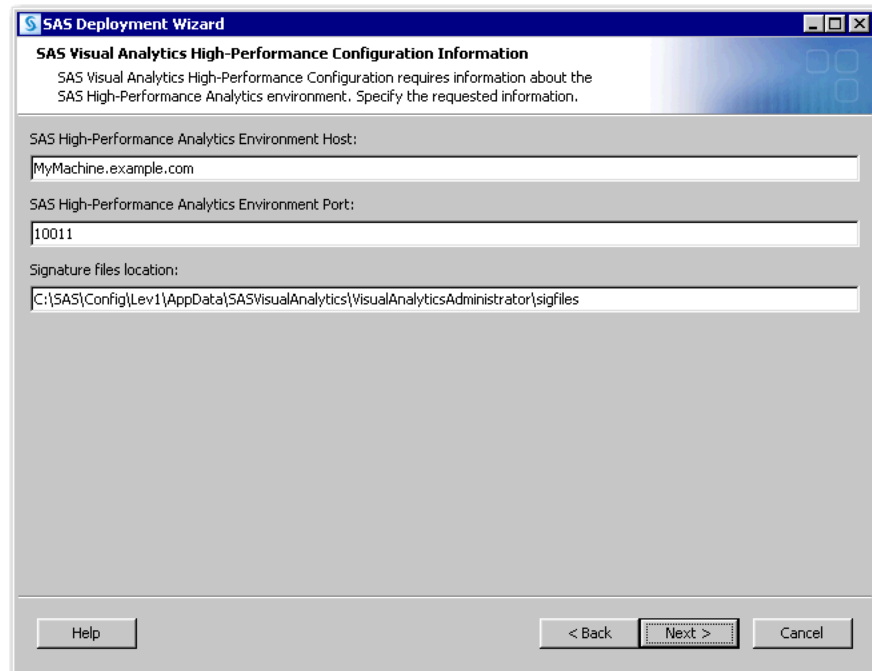 SAS Deployment Wizard
SAS Visual Analytics High-Performance Configuration Information
SAS Visual Analytics High-Performance Configuration requires information about the
SAS High-Performance Analytics environment. Specify the requested information.
SAS High-Performance Analytics Environment Host:
MyMachine.example.com
SAS High-Performance Analytics Environment Port:
10011
Signature files location:
C:\SAS\Config\Lev1\AppData\SASVisualAnalytics\VisualAnalyticsAdministrator\sigfiles
Help
< Back
Next >
Cancel